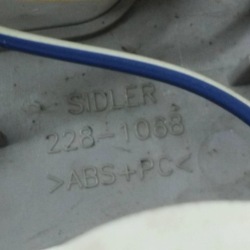 SIDLER
228-1068
>ABS+PC<